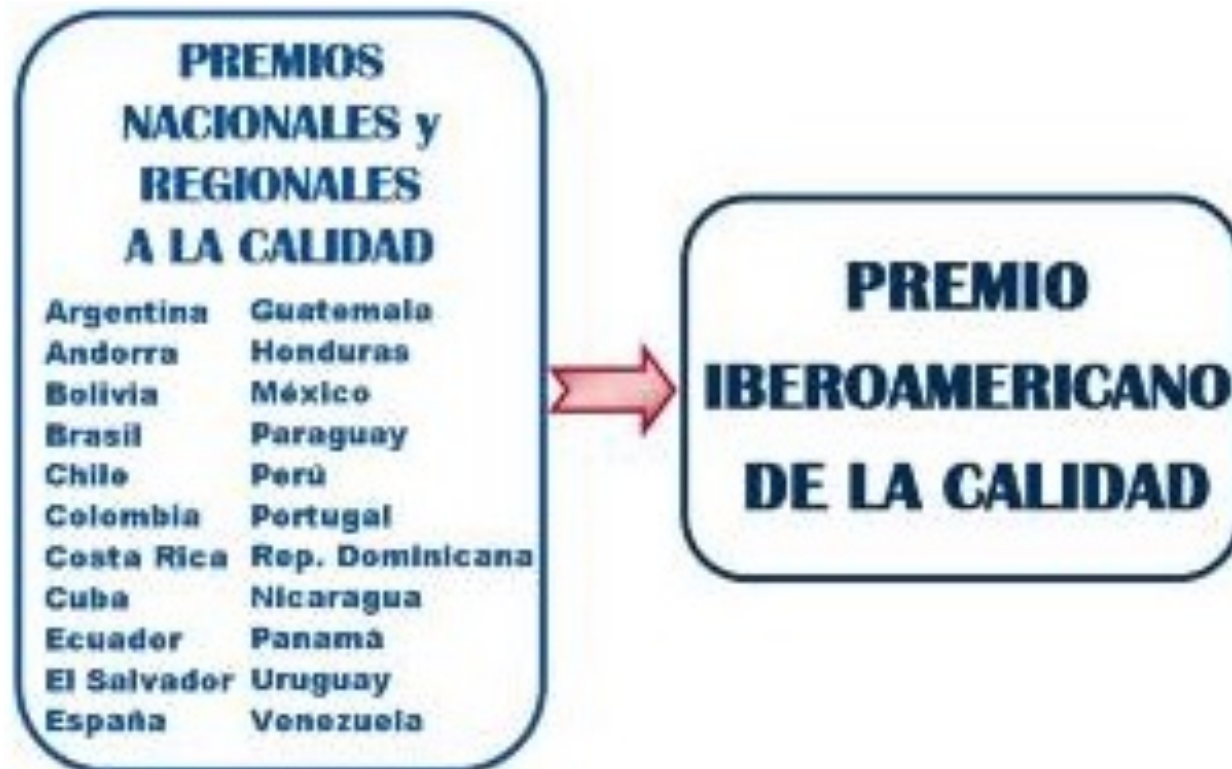 PREMIOS
NACIONALES y
REGIONALES
A LA CALIDAD
Argentina Guatemala
Andorra Honduras
Bolivia México
Brasil Paraguay
Chile Perú
Colombia Portugal
Costa Rica Rep. Dominicana
Cuba Nicaragua
Ecuador Panamá
El Salvador Uruguay
España Venezuela
PREMIO
IBEROAMERICANO
DE LA CALIDAD